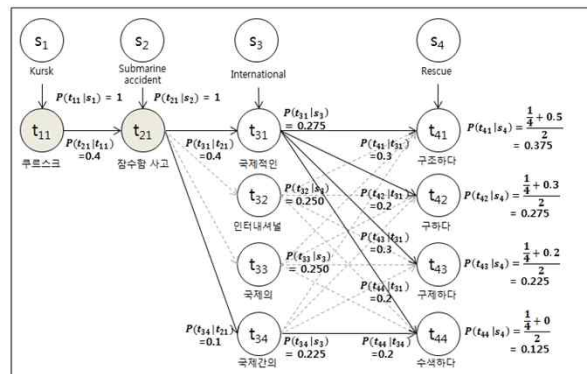 s1 s2 s3 s4
Kursk
Submarine
accident
International
Rescue
P(t11|s1) = 1
P(t21|s2) = 1
P(t31|s3)
= 0.275
t11 t21 t31 t41
P(t21|t11)
=0.4
P(t31|t21)
=0.4
P(t41|t31)
= 0.3
P(t41|s4) = (1/4 + 0.5)/2
= 0.375
쿠르스크
잠수함 사고
국제적인
구조하다
t32 t42
P(t32|s3)
= 0.250
P(t42|t31)
= 0.2
P(t42|s4) = (1/4 + 0.3)/2
= 0.275
인터내셔널
구하다
P(t43|t31)
= 0.3
t33 t43
P(t33|s3)
= 0.250
P(t43|s4) = (1/4 + 0.2)/2
= 0.225
국제의
구제하다
P(t44|t31)
= 0.2
P(t34|t21)
=0.1
t34 t44
P(t34|s3)
= 0.225
P(t44|t34)
= 0.2
P(t44|s4) = (1/4 + 0)/2
= 0.125
국제간의
수색하다